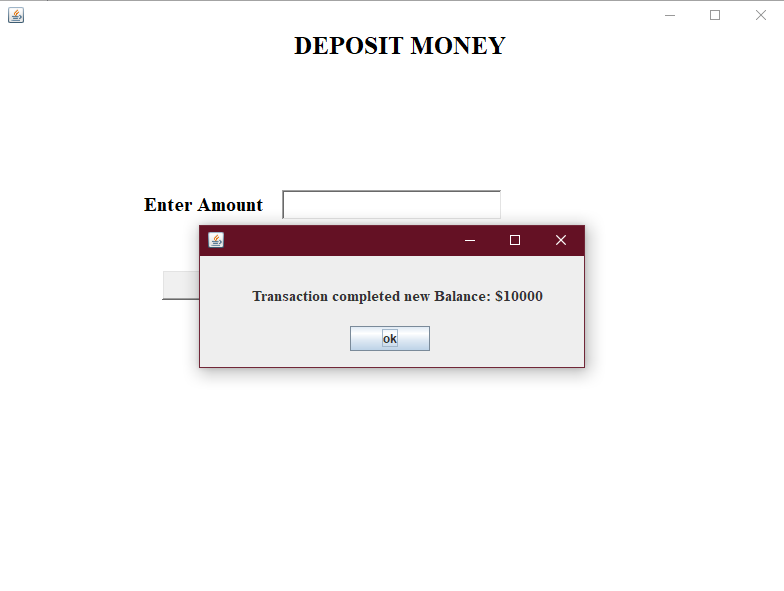 DEPOSIT MONEY
Enter Amount
Transaction completed new Balance: $10000
ok